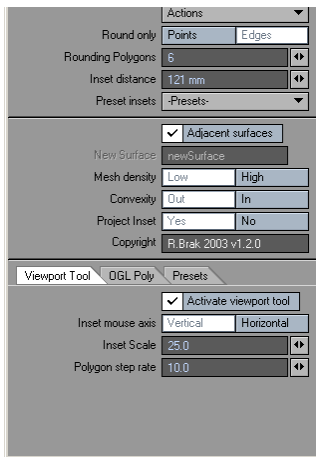 Actions
Round only Points Edges
Rounding Polygons 6
Inset distance 121 mm
Preset insets -Presets-
Adjacent surfaces
New Surface newSurface
Mesh density Low High
Convexity Out In
Project Inset Yes No
Copyright R.Brak 2003 v1.2.0
Viewport Tool OGL Poly Presets
Activate viewport tool
Inset mouse axis Vertical Horizontal
Inset Scale 25.0
Polygon step rate 10.0